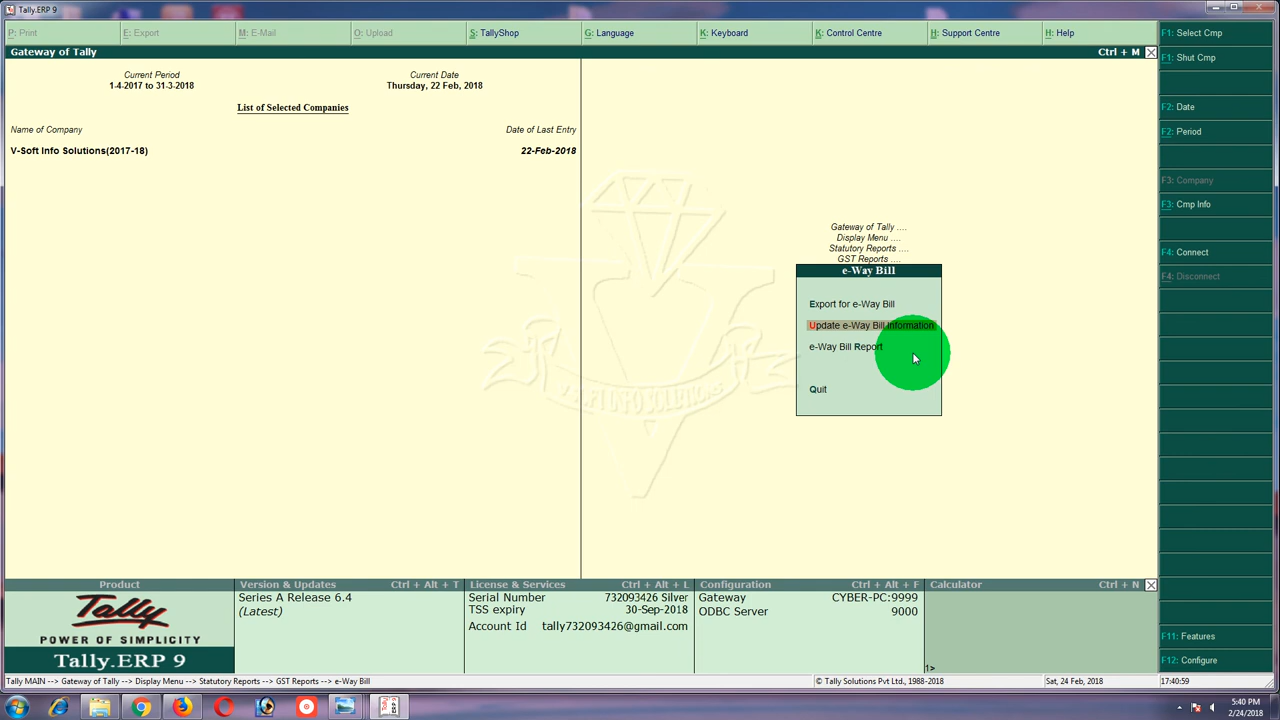 Tally.ERP 9
P: Print
E: Export
M: E-Mail
O: Upload
S: TallyShop
G: Language
K: Keyboard
K: Control Centre
H: Support Centre
H: Help
Gateway of Tally
Ctrl + M
Current Period
1-4-2017 to 31-3-2018
Current Date
Thursday, 22 Feb, 2018
List of Selected Companies
Name of Company
Date of Last Entry
V-Soft Info Solutions(2017-18)
22-Feb-2018
Gateway of Tally ....
Display Menu ....
Statutory Reports ....
GST Reports ....
e-Way Bill
Export for e-Way Bill
Update e-Way Bill Information
e-Way Bill Report
Quit
F1: Select Cmp
F1: Shut Cmp
F2: Date
F2: Period
F3: Company
F3: Cmp Info
F4: Connect
F4: Disconnect
F11: Features
F12: Configure
Product
Tally
POWER OF SIMPLICITY
Tally.ERP 9
Version & Updates
Ctrl + Alt + T
Series A Release 6.4
(Latest)
License & Services
Ctrl + Alt + L
Serial Number
732093426 Silver
TSS expiry
30-Sep-2018
Account Id
tally732093426@gmail.com
Configuration
Ctrl + Alt + F
Gateway
CYBER-PC:9999
ODBC Server
9000
Calculator
Ctrl + N
1>
Tally MAIN --> Gateway of Tally --> Display Menu --> Statutory Reports --> GST Reports --> e-Way Bill
© Tally Solutions Pvt Ltd., 1988-2018
Sat, 24 Feb, 2018
17:40:59
5:40 PM
2/24/2018